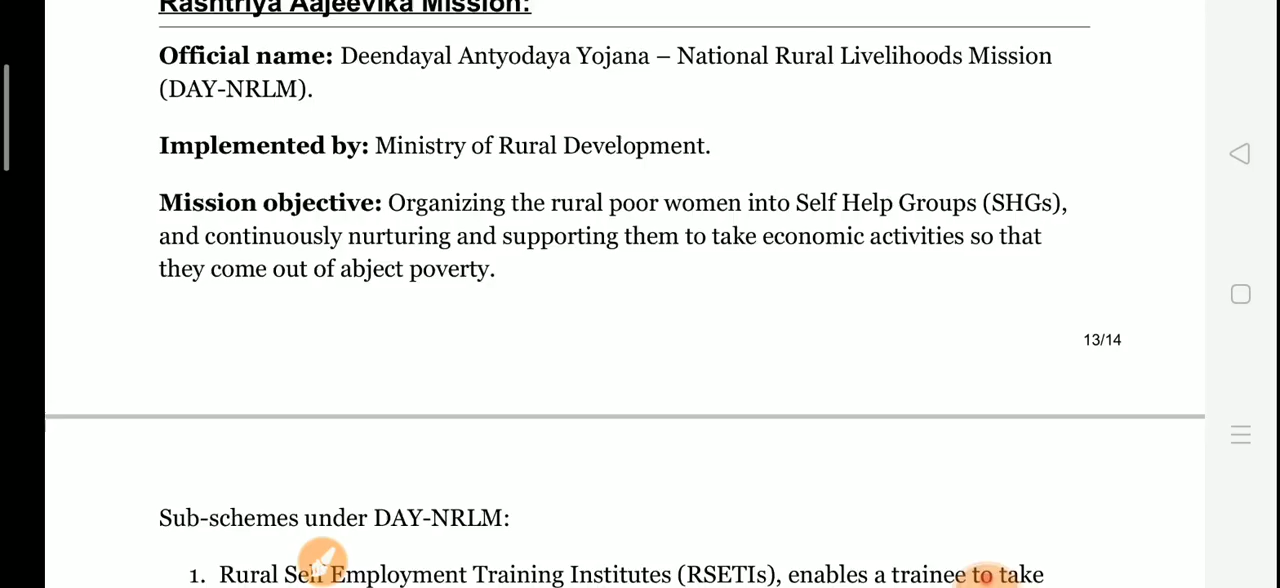 Rashtriya Aajeevika Mission:
Official name: Deendayal Antyodaya Yojana – National Rural Livelihoods Mission
(DAY-NRLM).
Implemented by: Ministry of Rural Development.
Mission objective: Organizing the rural poor women into Self Help Groups (SHGs),
and continuously nurturing and supporting them to take economic activities so that
they come out of abject poverty.
13/14
Sub-schemes under DAY-NRLM:
1. Rural Self Employment Training Institutes (RSETIs), enables a trainee to take